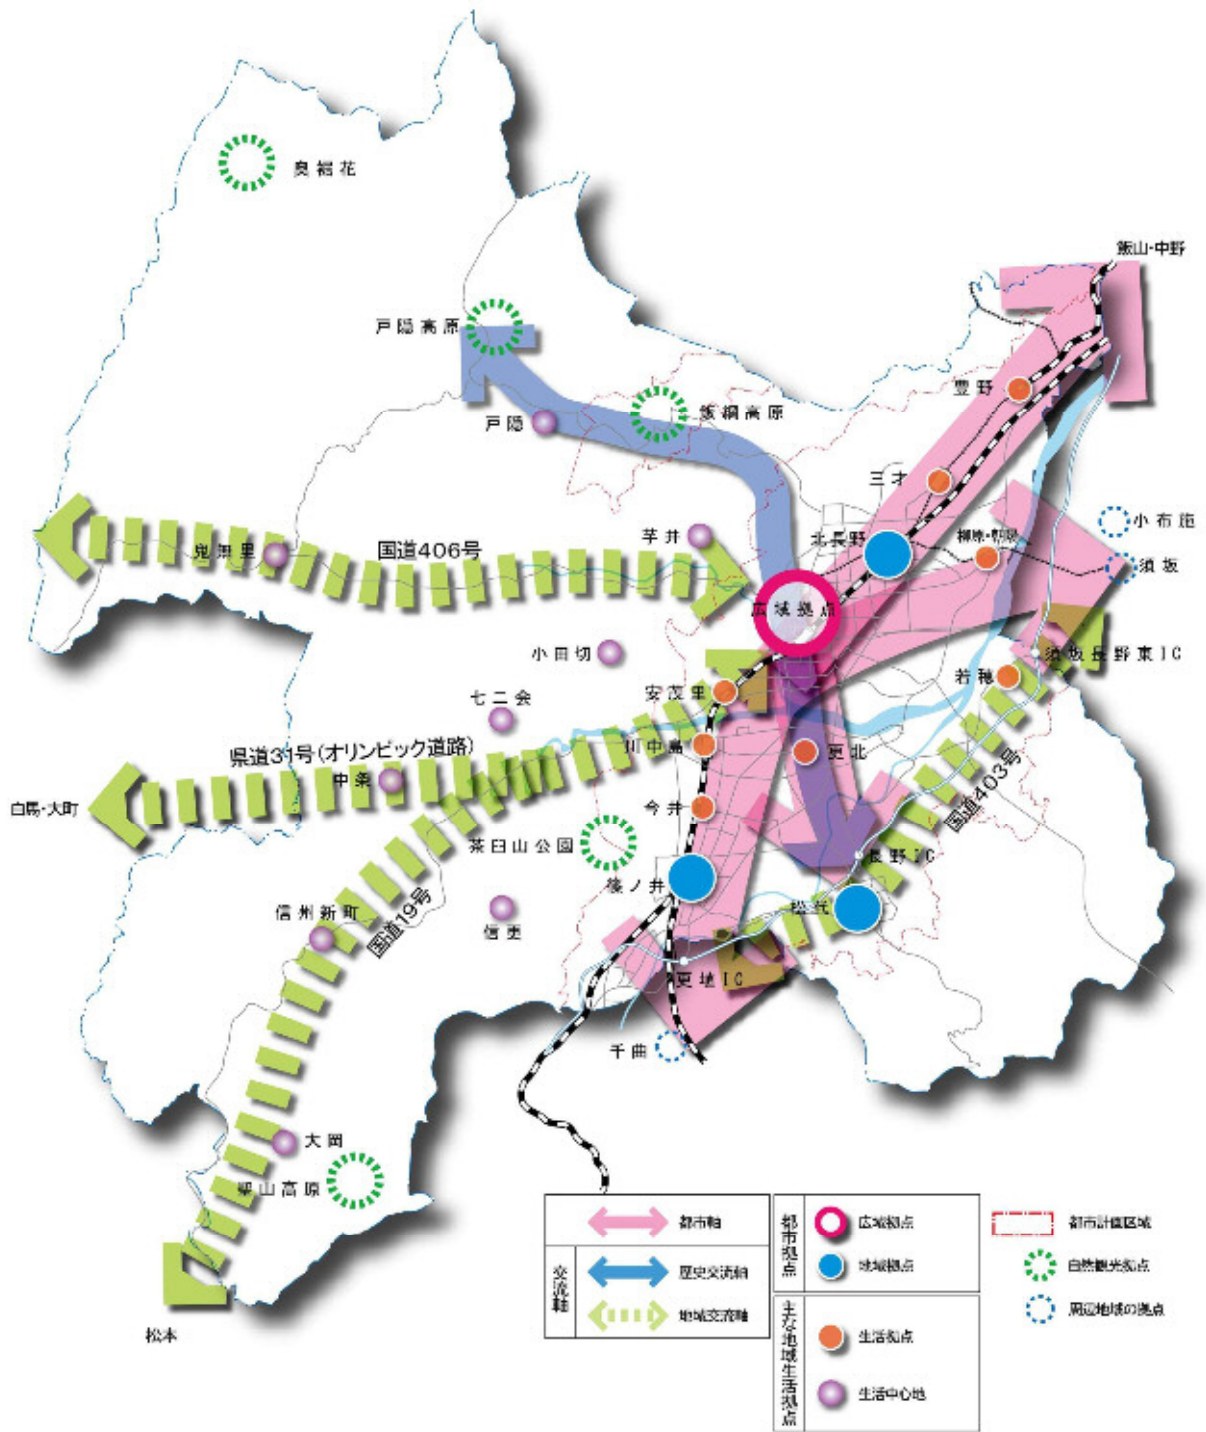 奥裾花
飯山・中野
戸隠高原
豊野
飯綱高原
戸隠
三才
小布施
芋井
北長野
柳原・朝陽
国道406号
鬼無里
須坂
広域拠点
小田切
須坂長野東IC
安茂里
若穂
七二会
川中島
更北
県道31号(オリンピック道路)
中条
白馬・大町
今井
国道403号
茶臼山公園
長野IC
篠ノ井
松代
信州新町
国道19号
信更
更埴IC
千曲
大岡
聖山高原
松本
都市軸
交流軸
歴史交流軸
地域交流軸
都市拠点
広域拠点
地域拠点
主な地域生活拠点
生活拠点
生活中心地
都市計画区域
自然観光拠点
周辺地域の拠点